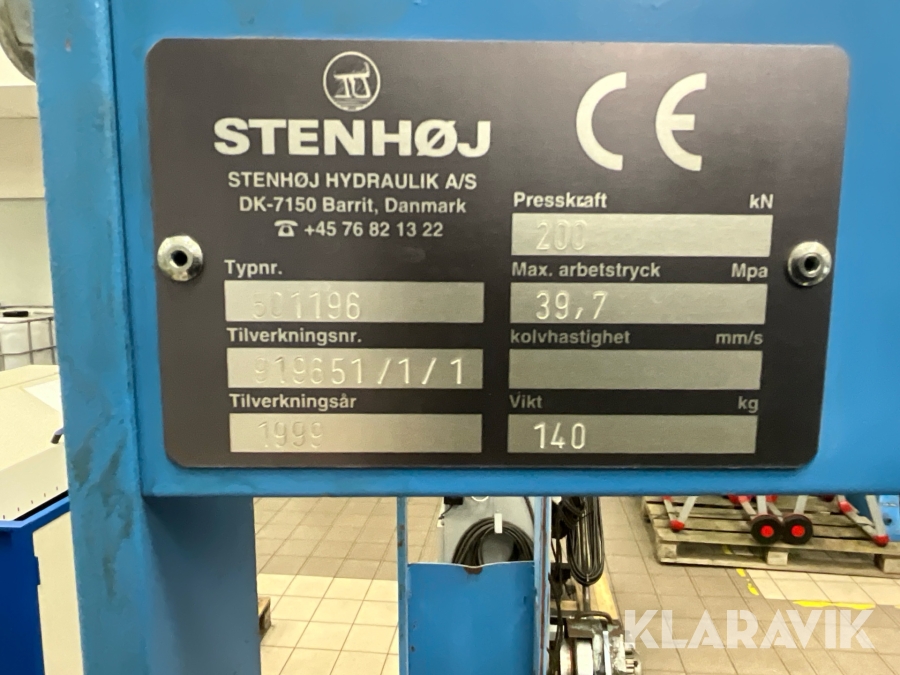 STENHØJ
STENHØJ HYDRAULIK A/S
DK-7150 Barrit, Danmark
☎ +45 76 82 13 22
Typnr.
501196
Tilverkningsnr.
919651/1/1
Tilverkningsår
1999
CE
Presskraft kN
200
Max. arbetstryck Mpa
39,7
kolvhastighet mm/s
Vikt kg
140
KLARAVIK